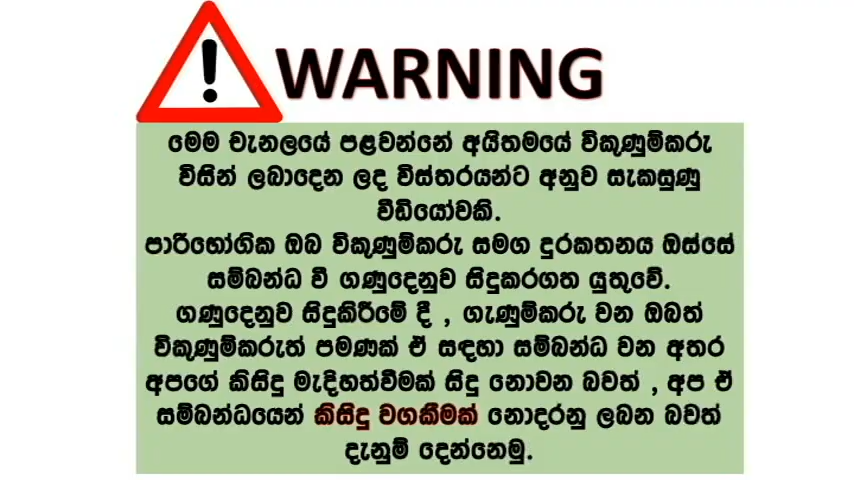 WARNING
මෙම චැනලයේ පළවන්නේ අයිතමයේ විකුණුම්කරු
විසින් ලබාදෙන ලද විස්තරයන්ට අනුව සැකසුණු
වීඩියෝවකි.
පාරිභෝගික ඔබ විකුණුම්කරු සමග දුරකතනය ඔස්සේ
සම්බන්ධ වී ගණුදෙනුව සිදුකරගත යුතුවේ.
ගණුදෙනුව සිදුකිරීමේ දී , ගැණුම්කරු වන ඔබත්
විකුණුම්කරුත් පමණක් ඒ සඳහා සම්බන්ධ වන අතර
අපගේ කිසිදු මැදිහත්වීමක් සිදු නොවන බවත් , අප ඒ
සම්බන්ධයෙන් කිසිදු වගකීමක් නොදරනු ලබන බවත්
දැනුම් දෙන්නෙමු.